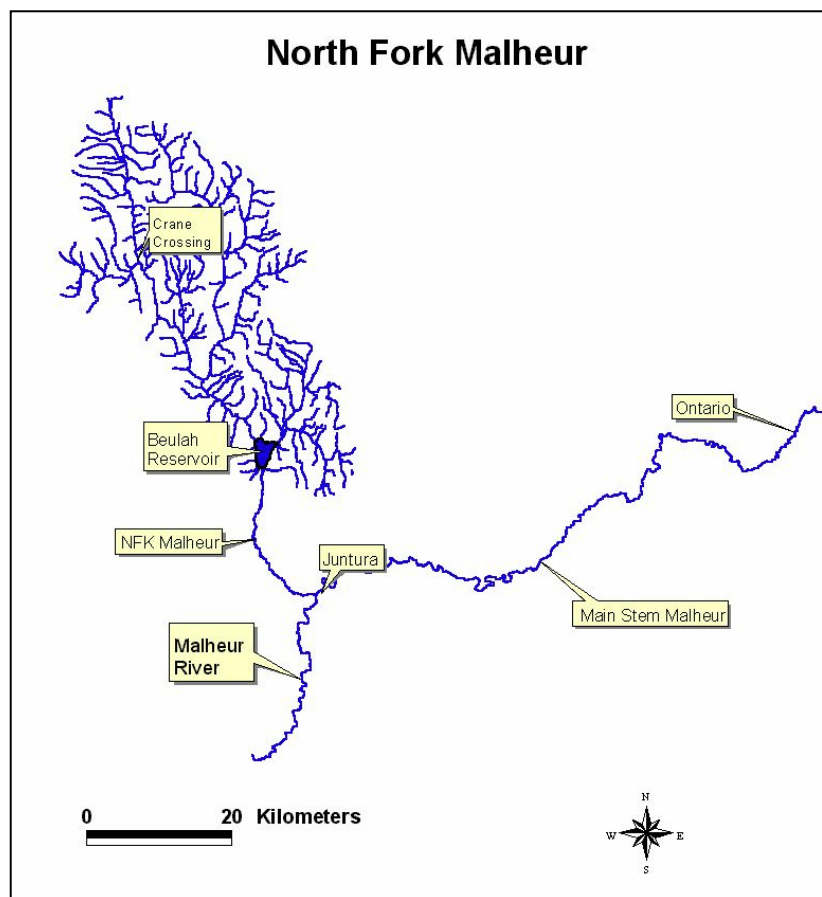 North Fork Malheur
Crane
Crossing
Ontario
Beulah
Reservoir
NFK Malheur
Juntura
Main Stem Malheur
Malheur
River
0 20 Kilometers
N
W E
S